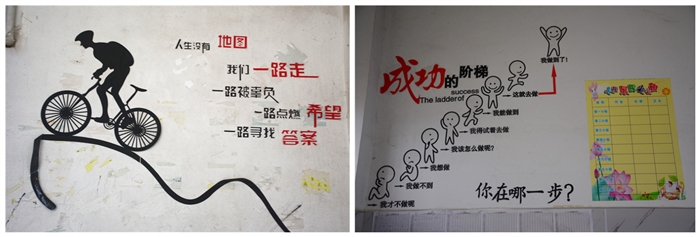 人生没有 地图
我们 一路走
一路被辜负
一路点燃 希望
一路寻找 答案
成功的阶梯
The ladder of success
我做到了!
这就去做
我能做到
我得试着去做
我该怎么做呢?
我想做
我做不到
我才不做呢
你在哪一步?